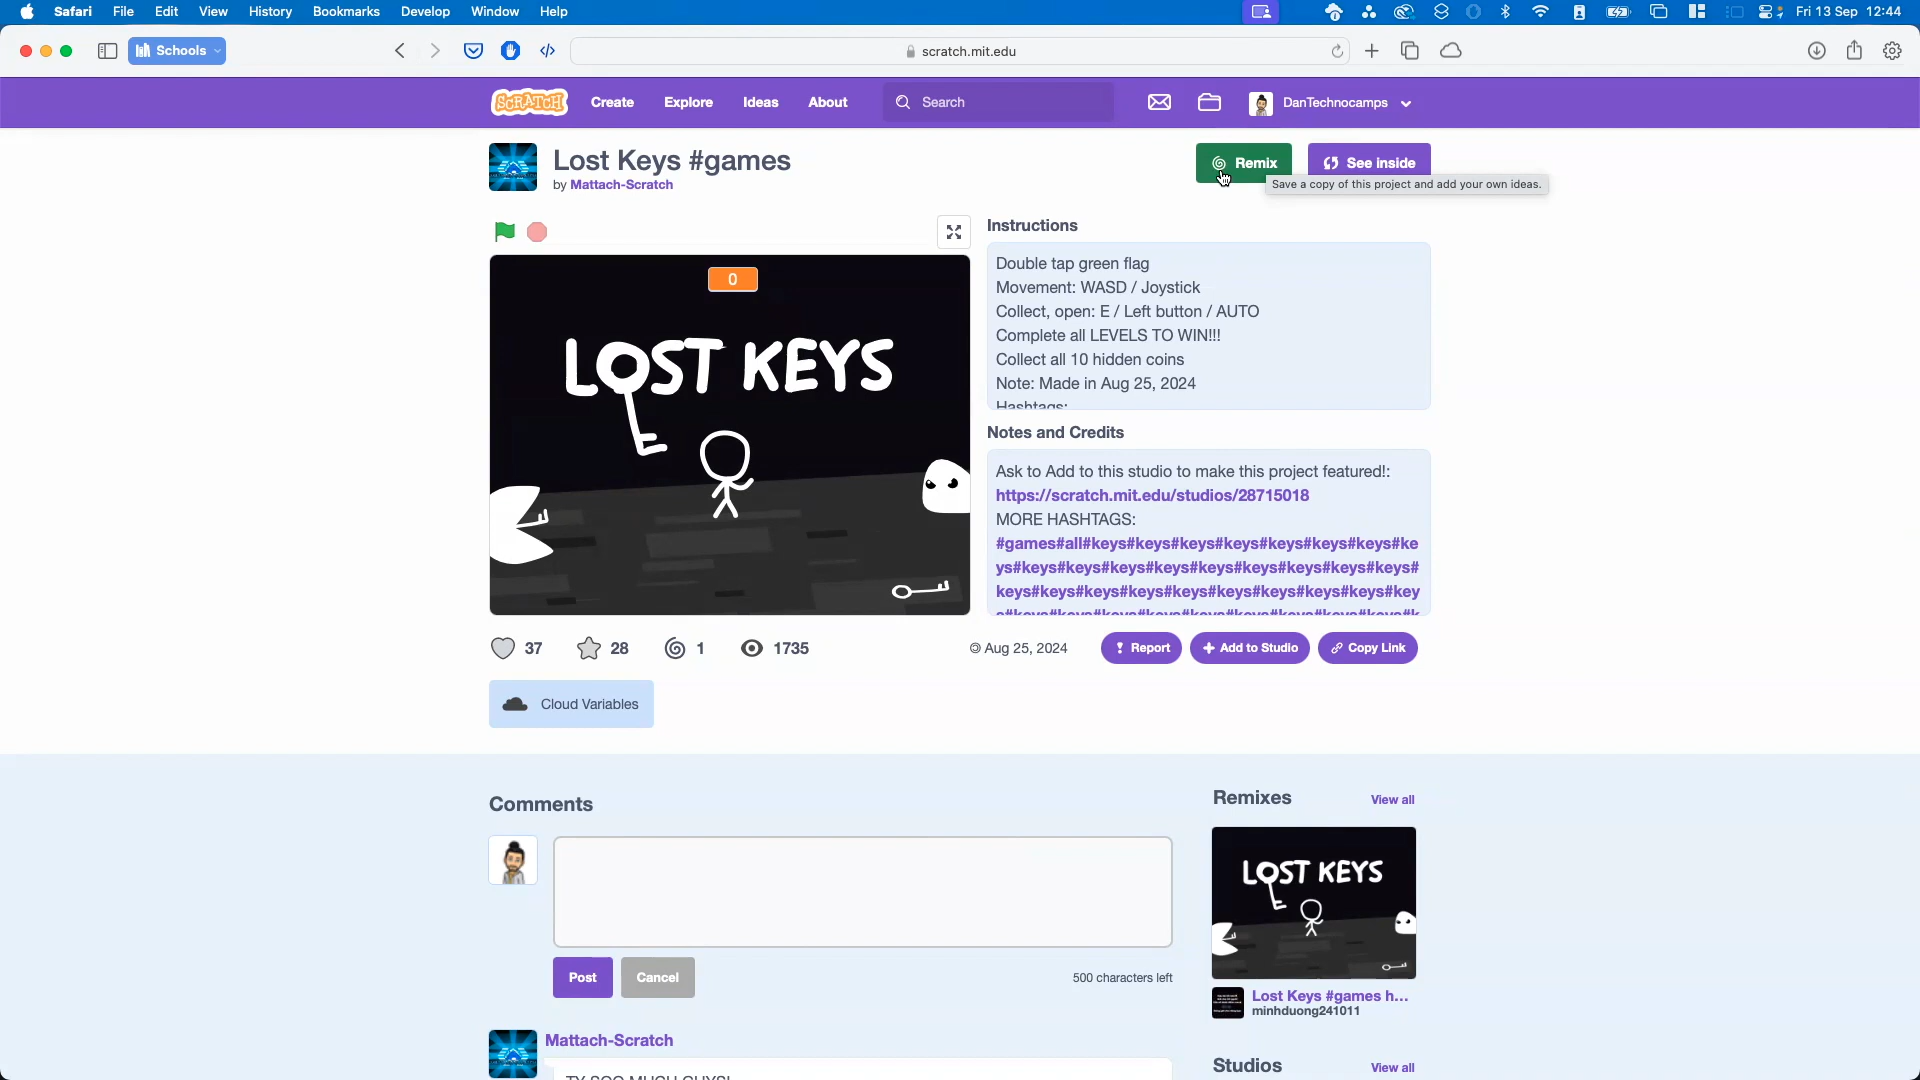 Safari File Edit View History Bookmarks Develop Window Help Fri 13 Sep 12:44
Schools scratch.mit.edu
SCRATCH Create Explore Ideas About Search DanTechnocamps
Lost Keys #games
by Mattach-Scratch
Remix See inside
Save a copy of this project and add your own ideas.
0
LOST KEYS
Instructions
Double tap green flag
Movement: WASD / Joystick
Collect, open: E / Left button / AUTO
Complete all LEVELS TO WIN!!!
Collect all 10 hidden coins
Note: Made in Aug 25, 2024
Hashtags:
Notes and Credits
Ask to Add to this studio to make this project featured!:
https://scratch.mit.edu/studios/28715018
MORE HASHTAGS:
#games#all#keys#keys#keys#keys#keys#keys#keys#ke
ys#keys#keys#keys#keys#keys#keys#keys#keys#keys#
keys#keys#keys#keys#keys#keys#keys#keys#keys#key
37 28 1 1735
© Aug 25, 2024 Report Add to Studio Copy Link
Cloud Variables
Comments
Post Cancel 500 characters left
Mattach-Scratch
TY SOO MUCH GUYS!
Remixes View all
LOST KEYS
Lost Keys #games h...
minhduong241011
Studios View all